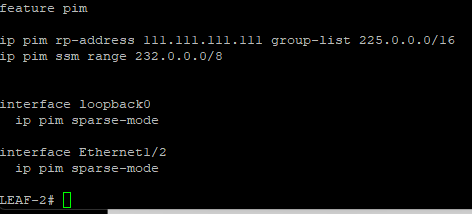 feature pim
ip pim rp-address 111.111.111.111 group-list 225.0.0.0/16
ip pim ssm range 232.0.0.0/8
interface loopback0
  ip pim sparse-mode
interface Ethernet1/2
  ip pim sparse-mode
LEAF-2#